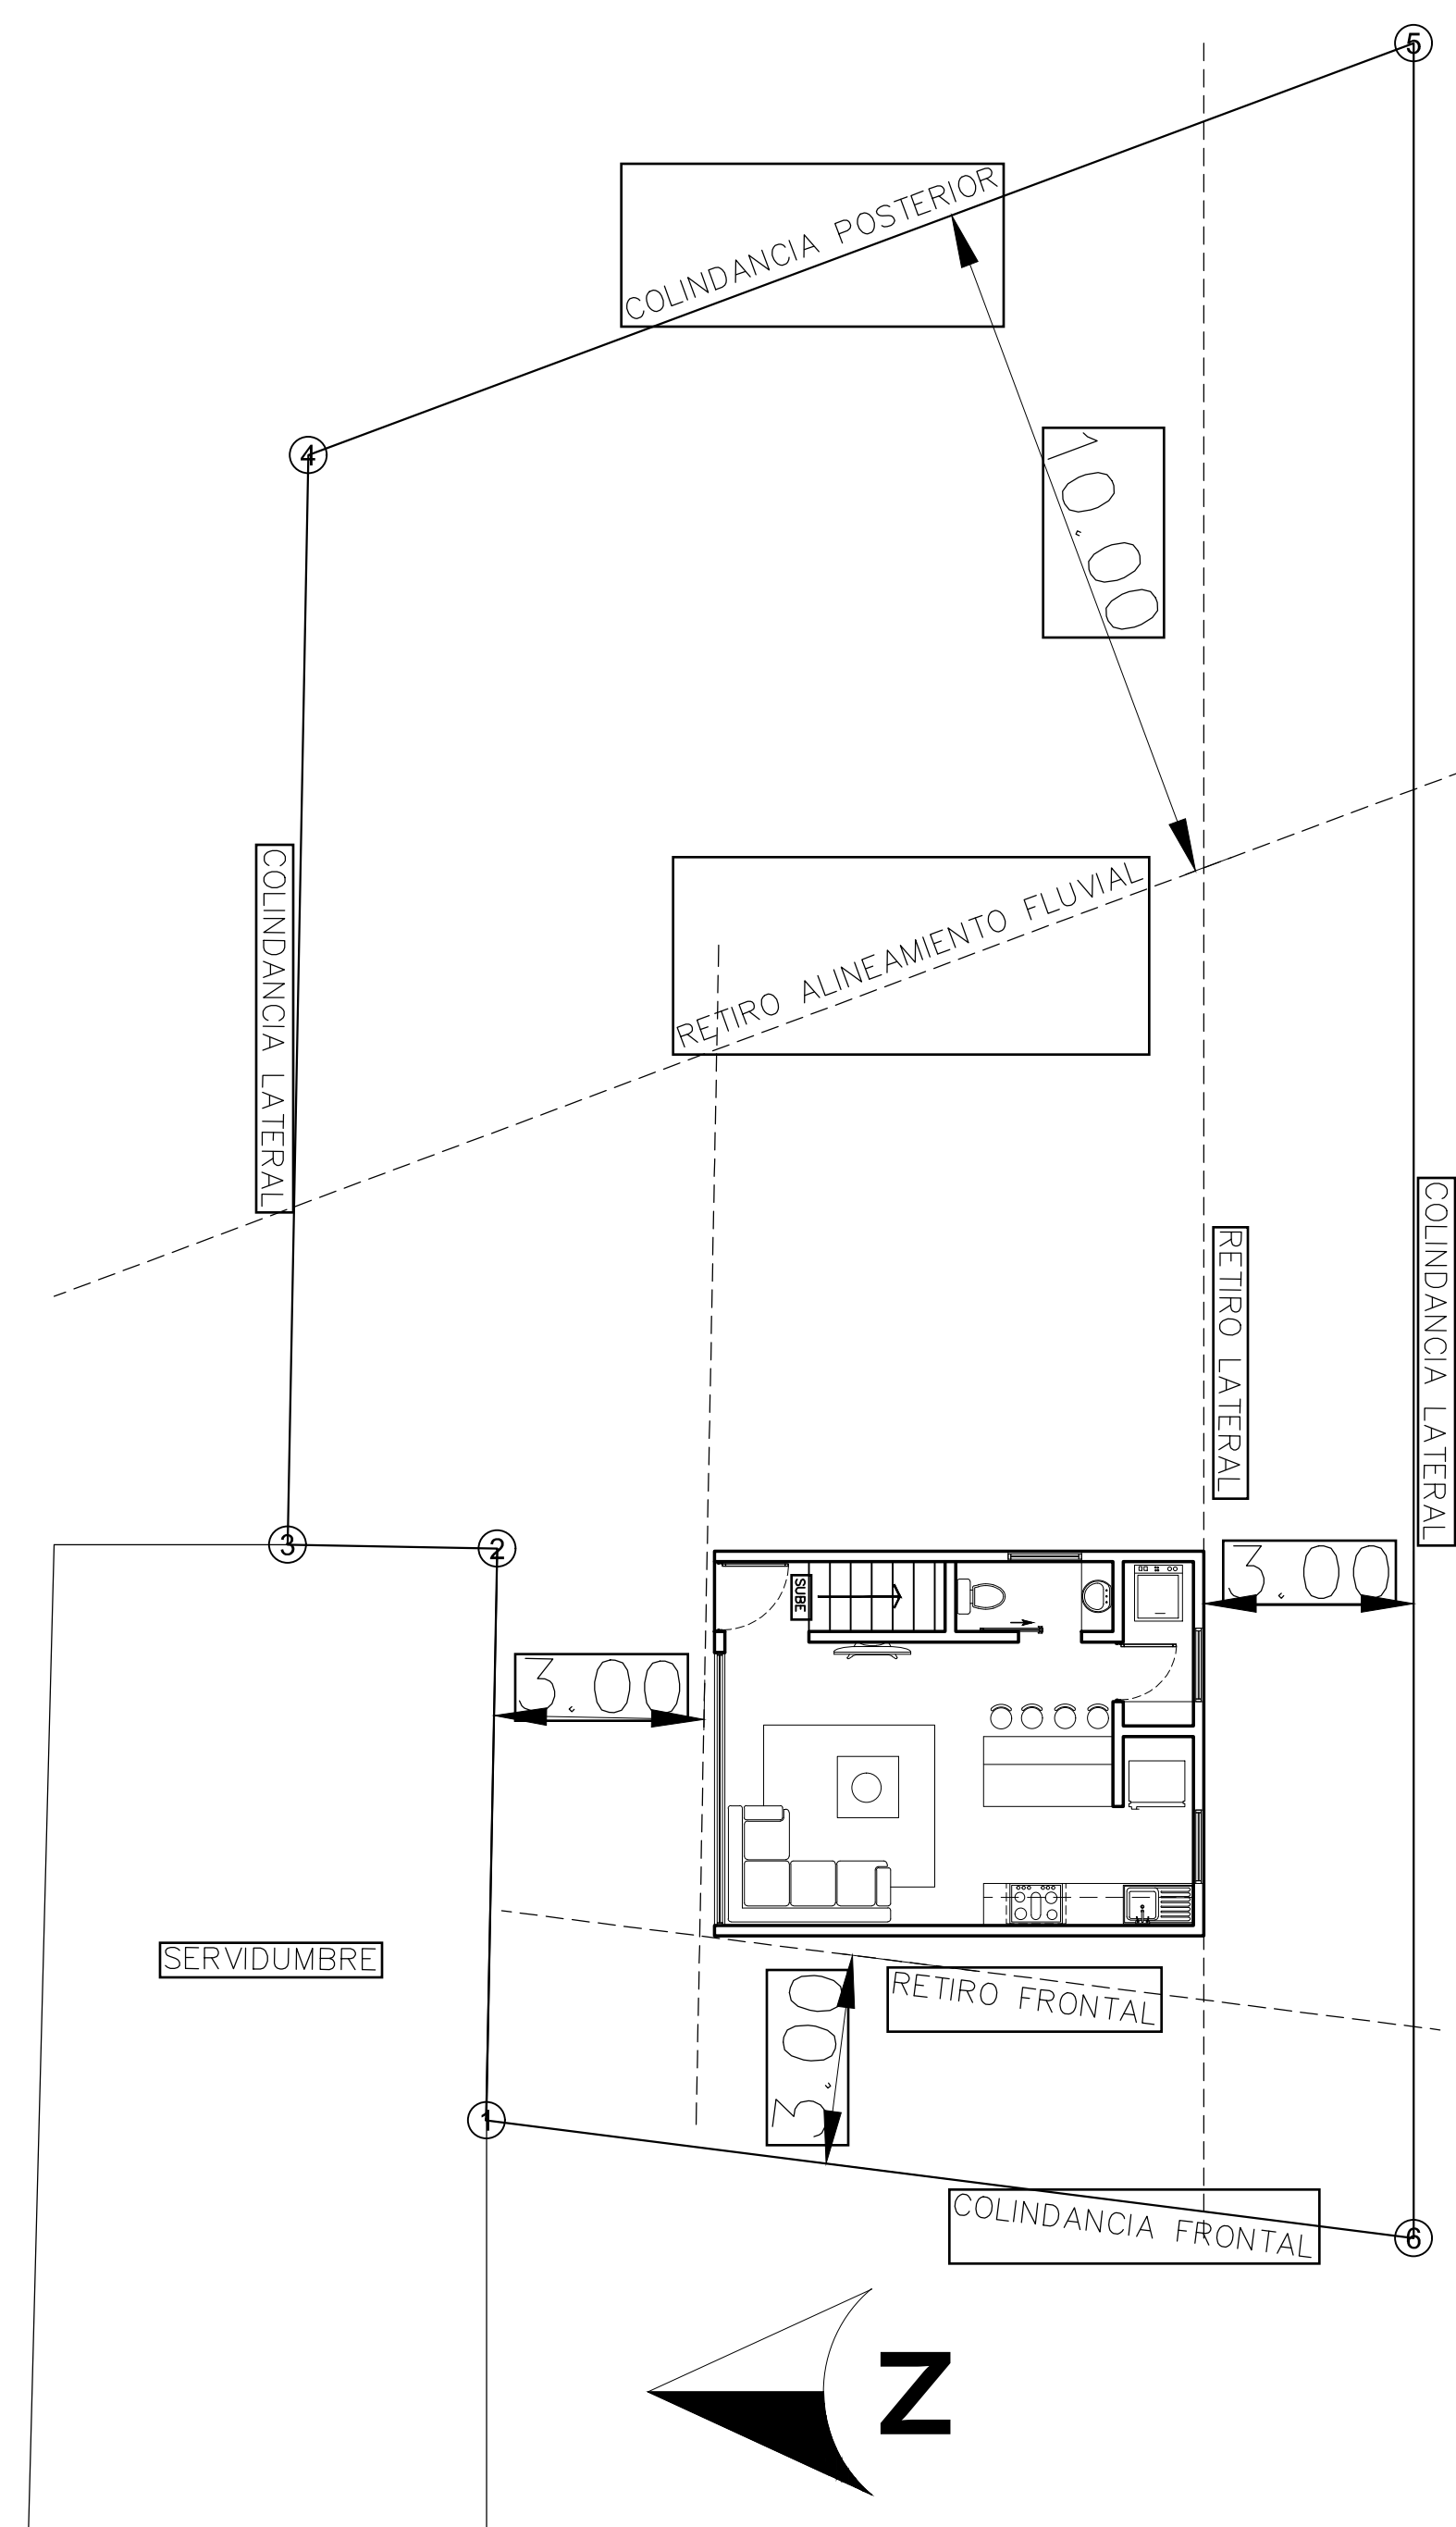 5
COLINDANCIA POSTERIOR
4
10.00
COLINDANCIA LATERAL
RETIRO ALINEAMIENTO FLUVIAL
COLINDANCIA LATERAL
RETIRO LATERAL
3
2
3.00
SUBE
3.00
SERVIDUMBRE
RETIRO FRONTAL
3.00
1
COLINDANCIA FRONTAL
6
N